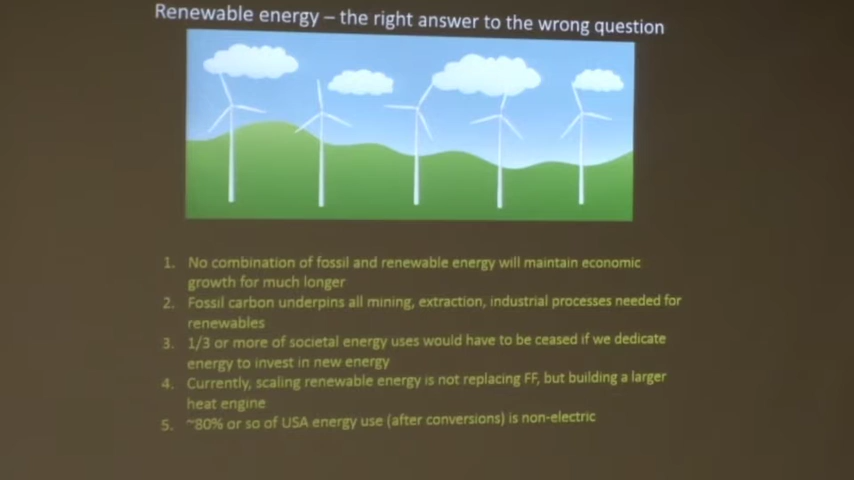 Renewable energy – the right answer to the wrong question
1. No combination of fossil and renewable energy will maintain economic
growth for much longer
2. Fossil carbon underpins all mining, extraction, industrial processes needed for
renewables
3. 1/3 or more of societal energy uses would have to be ceased if we dedicate
energy to invest in new energy
4. Currently, scaling renewable energy is not replacing FF, but building a larger
heat engine
5. ~80% or so of USA energy use (after conversions) is non-electric